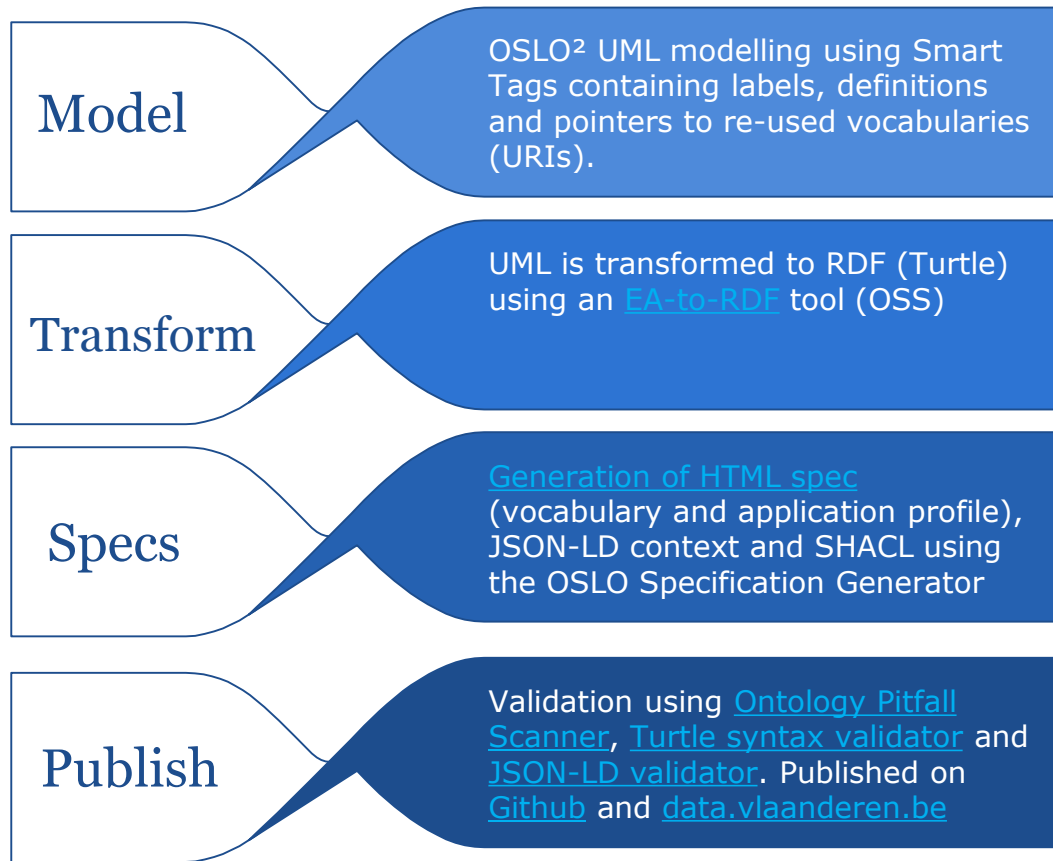 Model
OSLO² UML modelling using Smart
Tags containing labels, definitions
and pointers to re-used vocabularies
(URIs).
Transform
UML is transformed to RDF (Turtle)
using an EA-to-RDF tool (OSS)
Specs
Generation of HTML spec
(vocabulary and application profile),
JSON-LD context and SHACL using
the OSLO Specification Generator
Publish
Validation using Ontology Pitfall
Scanner, Turtle syntax validator and
JSON-LD validator. Published on
Github and data.vlaanderen.be